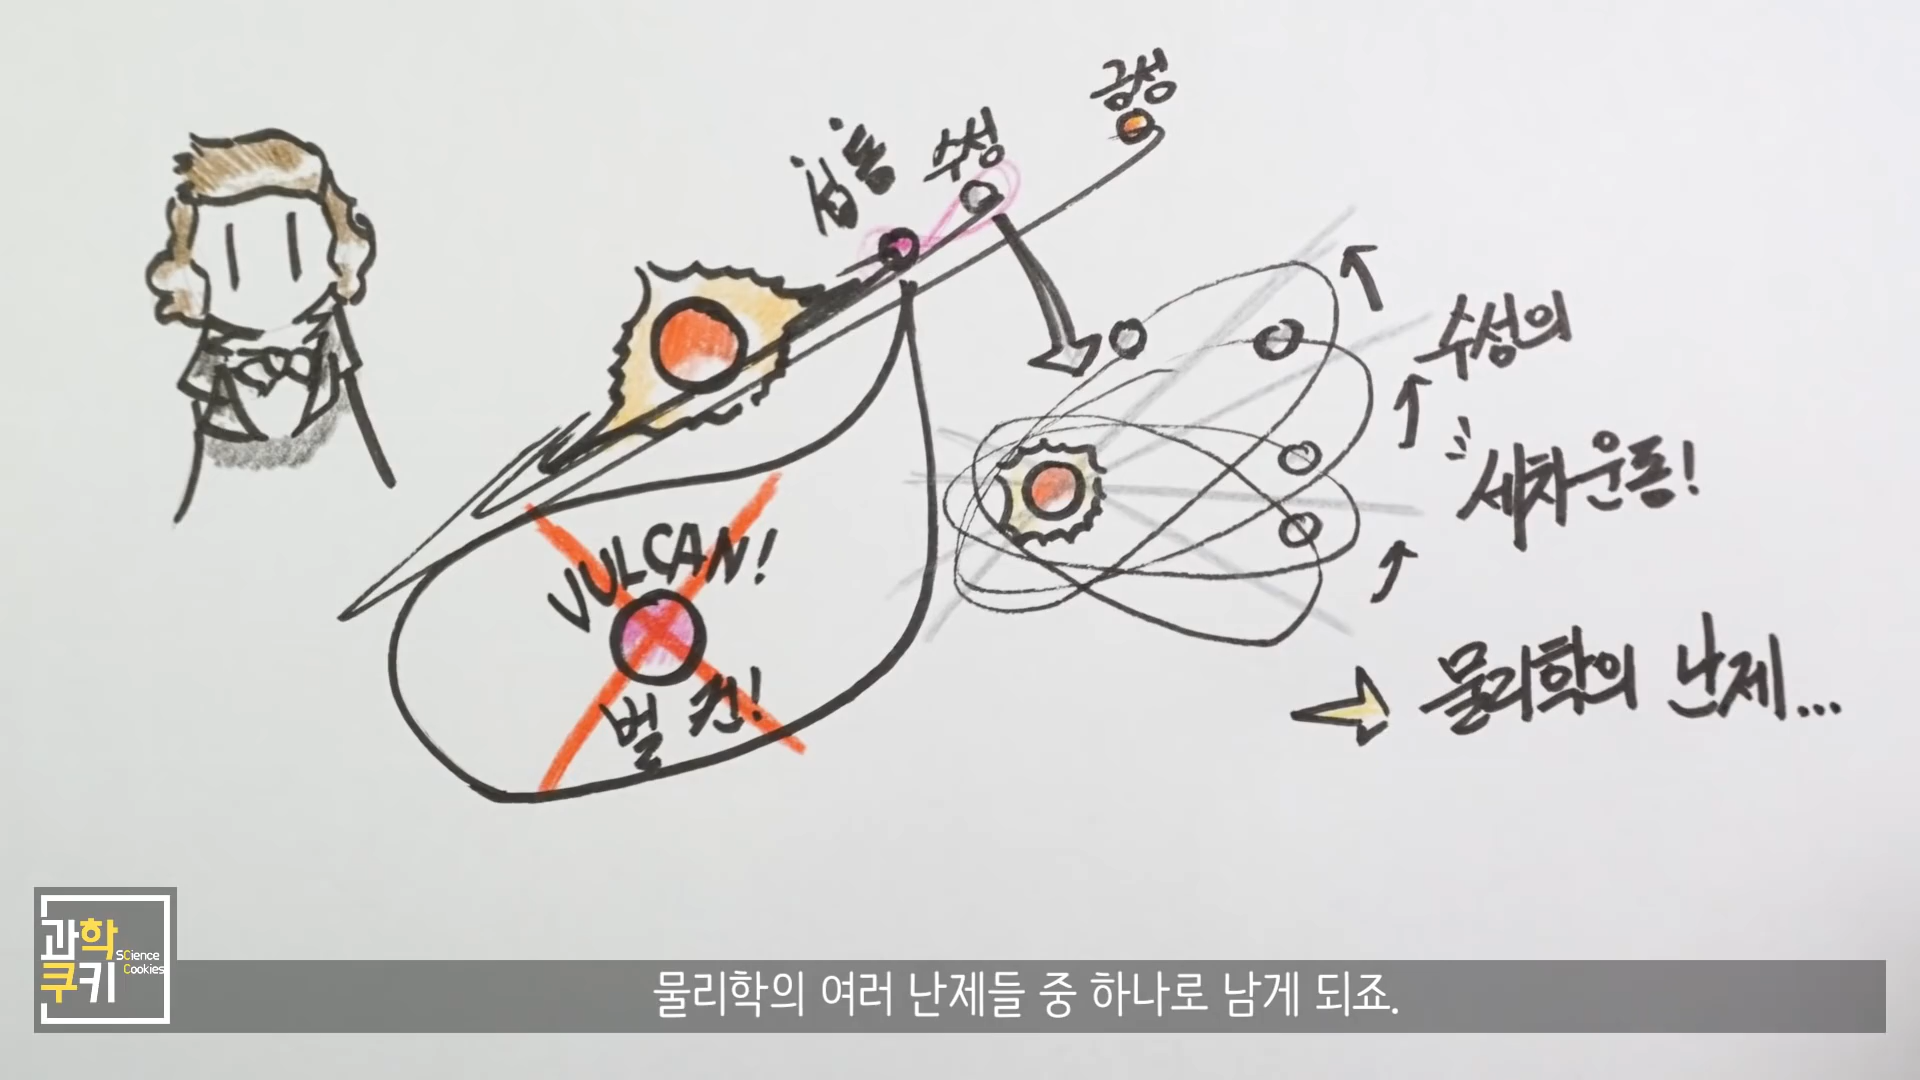 금성
수성
섭동
수성의
세차운동!
VULCAN!
벌컨!
물리학의 난제...
과학
쿠키
SCience
Cookies
물리학의 여러 난제들 중 하나로 남게 되죠.